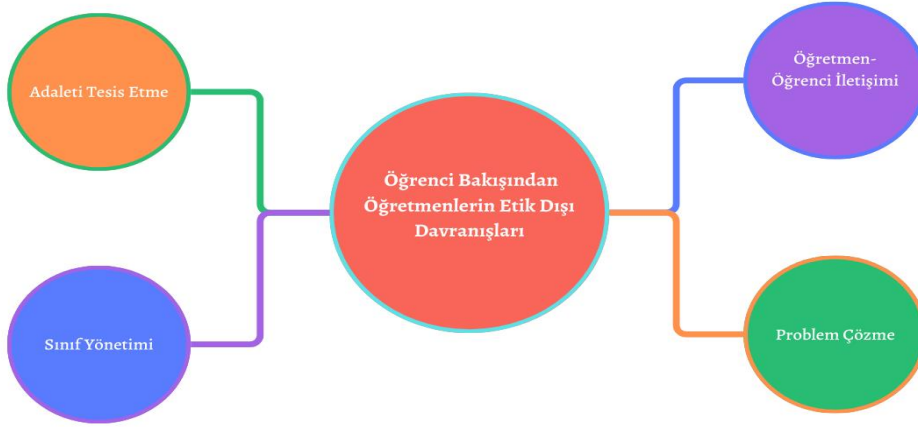 Adaleti Tesis Etme
Öğretmen-
Öğrenci İletişimi
Öğrenci Bakışından
Öğretmenlerin Etik Dışı
Davranışları
Sınıf Yönetimi
Problem Çözme